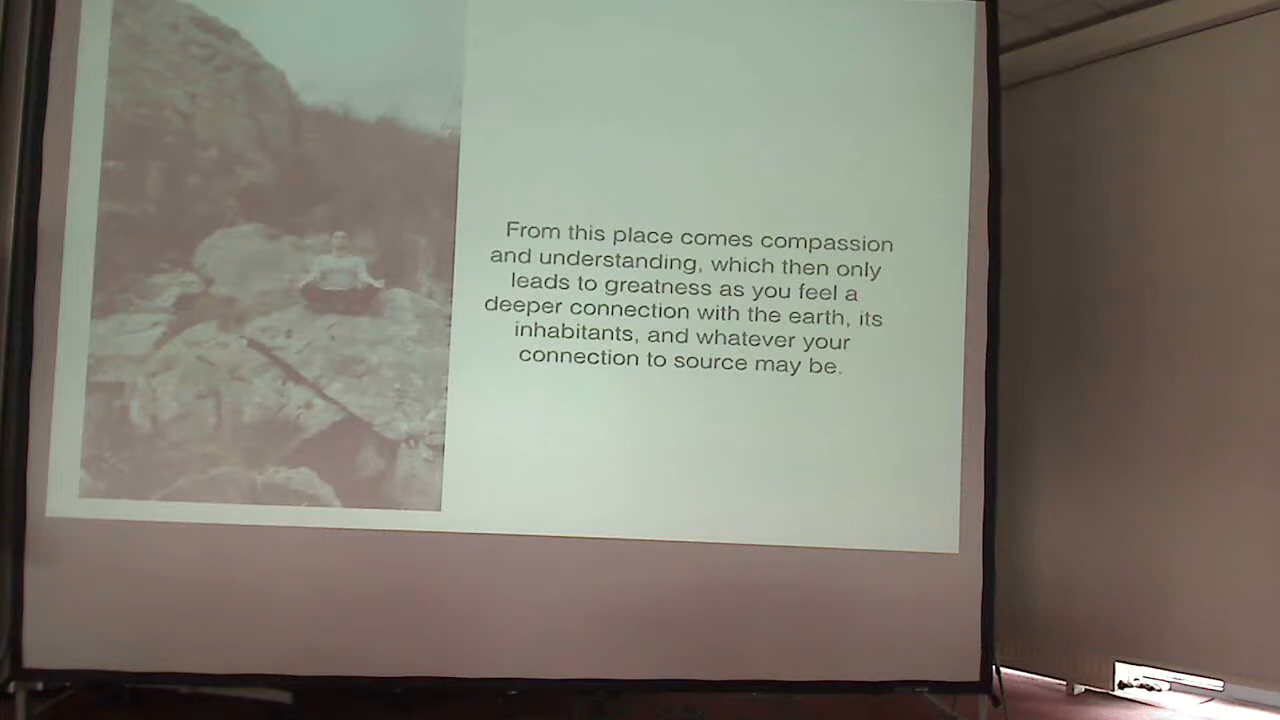 From this place comes compassion
and understanding, which then only
leads to greatness as you feel a
deeper connection with the earth, its
inhabitants, and whatever your
connection to source may be.